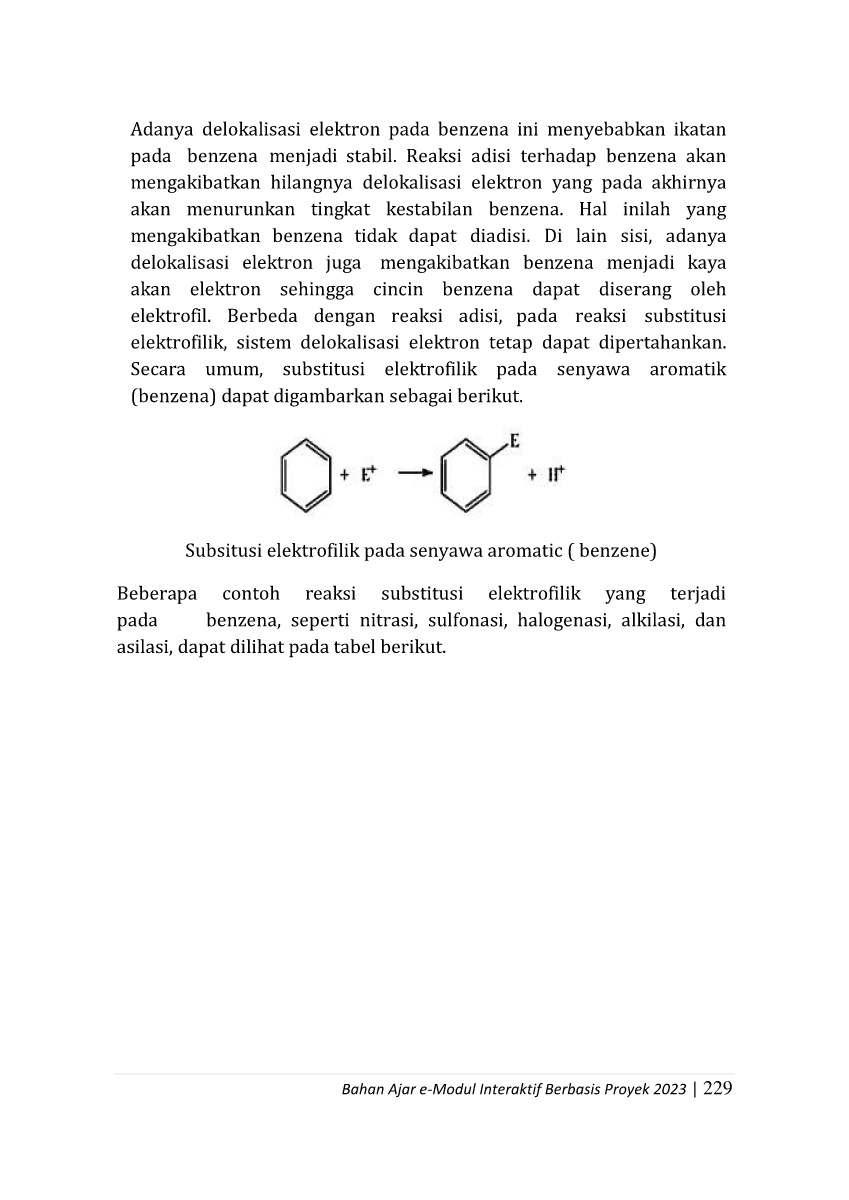 Adanya delokalisasi elektron pada benzena ini menyebabkan ikatan
pada benzena menjadi stabil. Reaksi adisi terhadap benzena akan
mengakibatkan hilangnya delokalisasi elektron yang pada akhirnya
akan menurunkan tingkat kestabilan benzena. Hal inilah yang
mengakibatkan benzena tidak dapat diadisi. Di lain sisi, adanya
delokalisasi elektron juga mengakibatkan benzena menjadi kaya
akan elektron sehingga cincin benzena dapat diserang oleh
elektrofil. Berbeda dengan reaksi adisi, pada reaksi substitusi
elektrofilik, sistem delokalisasi elektron tetap dapat dipertahankan.
Secara umum, substitusi elektrofilik pada senyawa aromatik
(benzena) dapat digambarkan sebagai berikut.
E
+ E⁺ → + H⁺
Subsitusi elektrofilik pada senyawa aromatic ( benzene)
Beberapa contoh reaksi substitusi elektrofilik yang terjadi
pada benzena, seperti nitrasi, sulfonasi, halogenasi, alkilasi, dan
asilasi, dapat dilihat pada tabel berikut.
Bahan Ajar e-Modul Interaktif Berbasis Proyek 2023 | 229